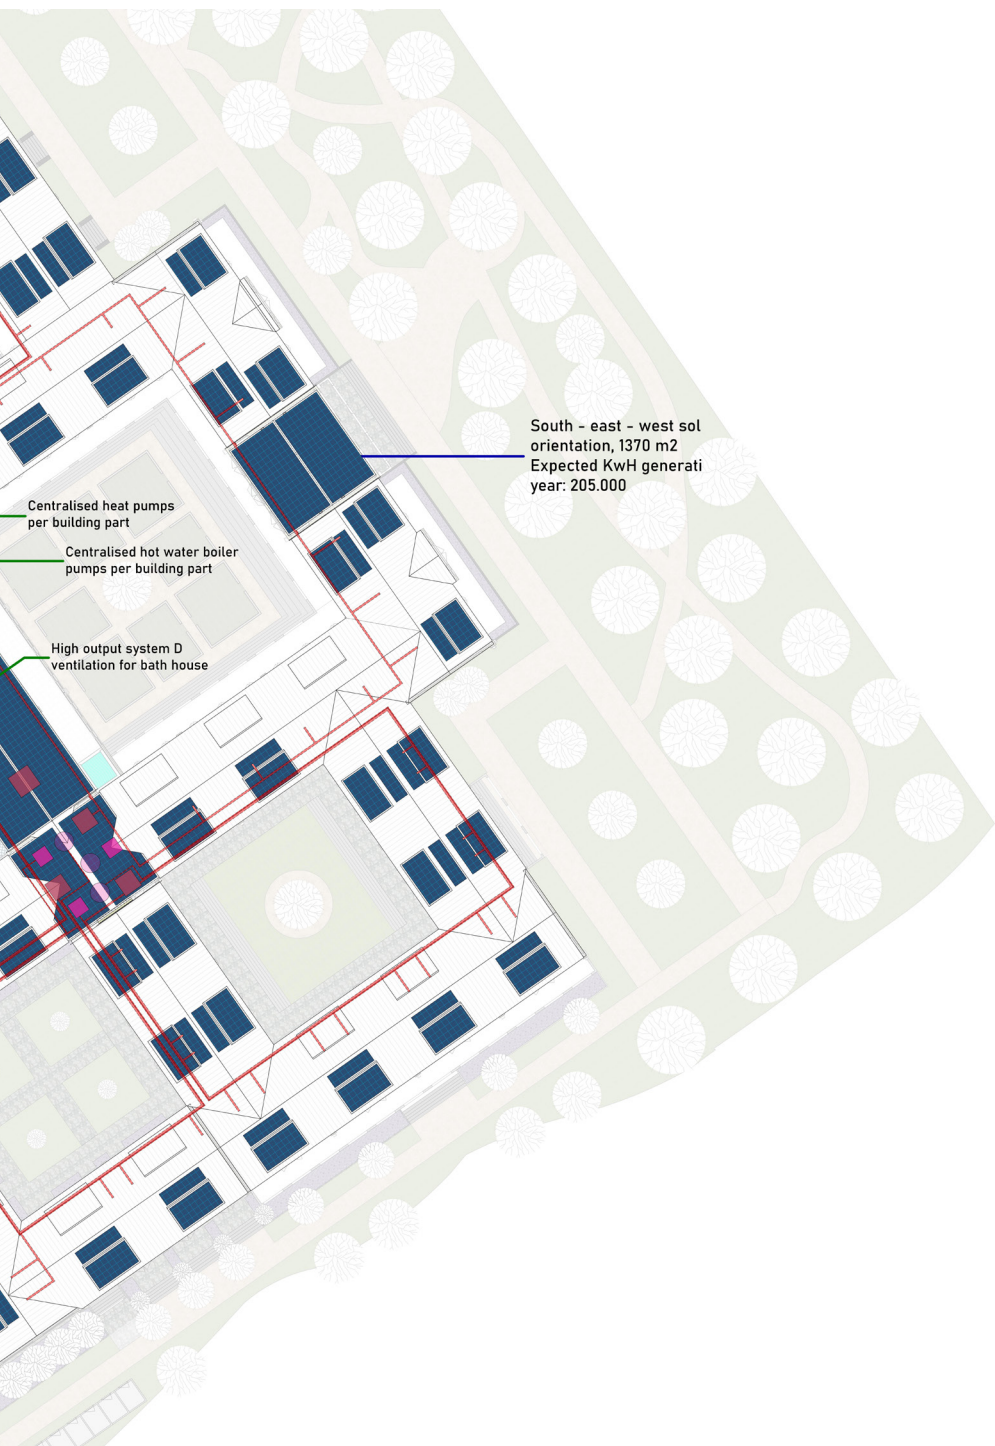 South - east - west sol
orientation, 1370 m2
Expected KwH generati
year: 205.000
Centralised heat pumps
per building part
Centralised hot water boiler
pumps per building part
High output system D
ventilation for bath house